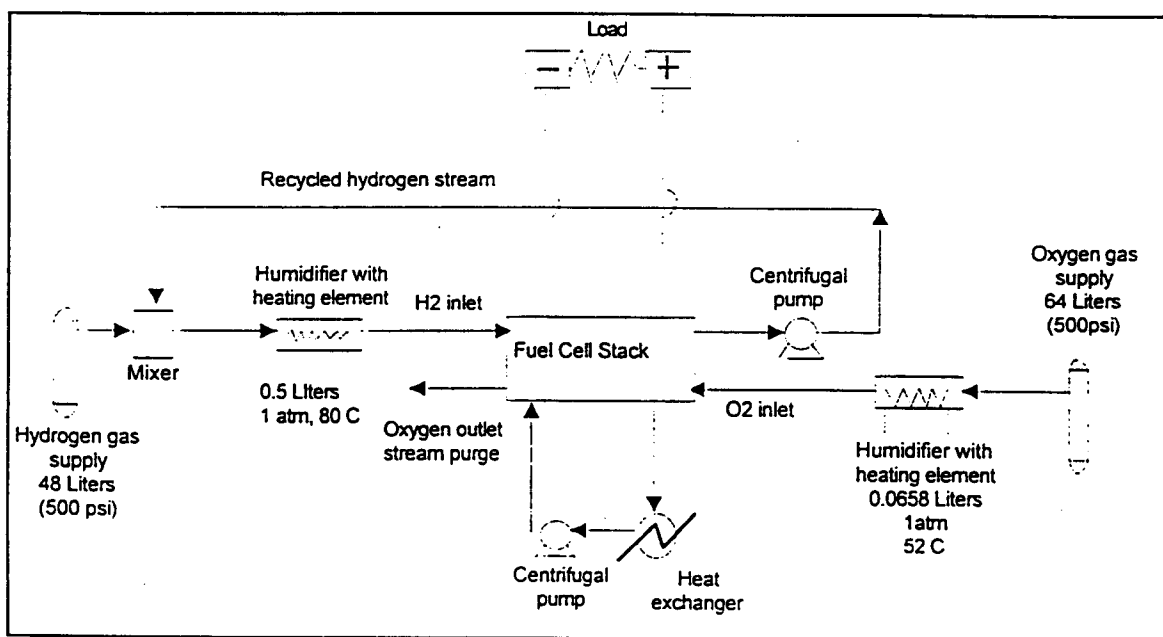 Load
−
+
Recycled hydrogen stream
Humidifier with
heating element
H2 inlet
Centrifugal
pump
Oxygen gas
supply
64 Liters
(500psi)
Mixer
Fuel Cell Stack
0.5 Liters
1 atm, 80 C
Oxygen outlet
stream purge
O2 inlet
Hydrogen gas
supply
48 Liters
(500 psi)
Humidifier with
heating element
0.0658 Liters
1atm
52 C
Centrifugal
pump
Heat
exchanger